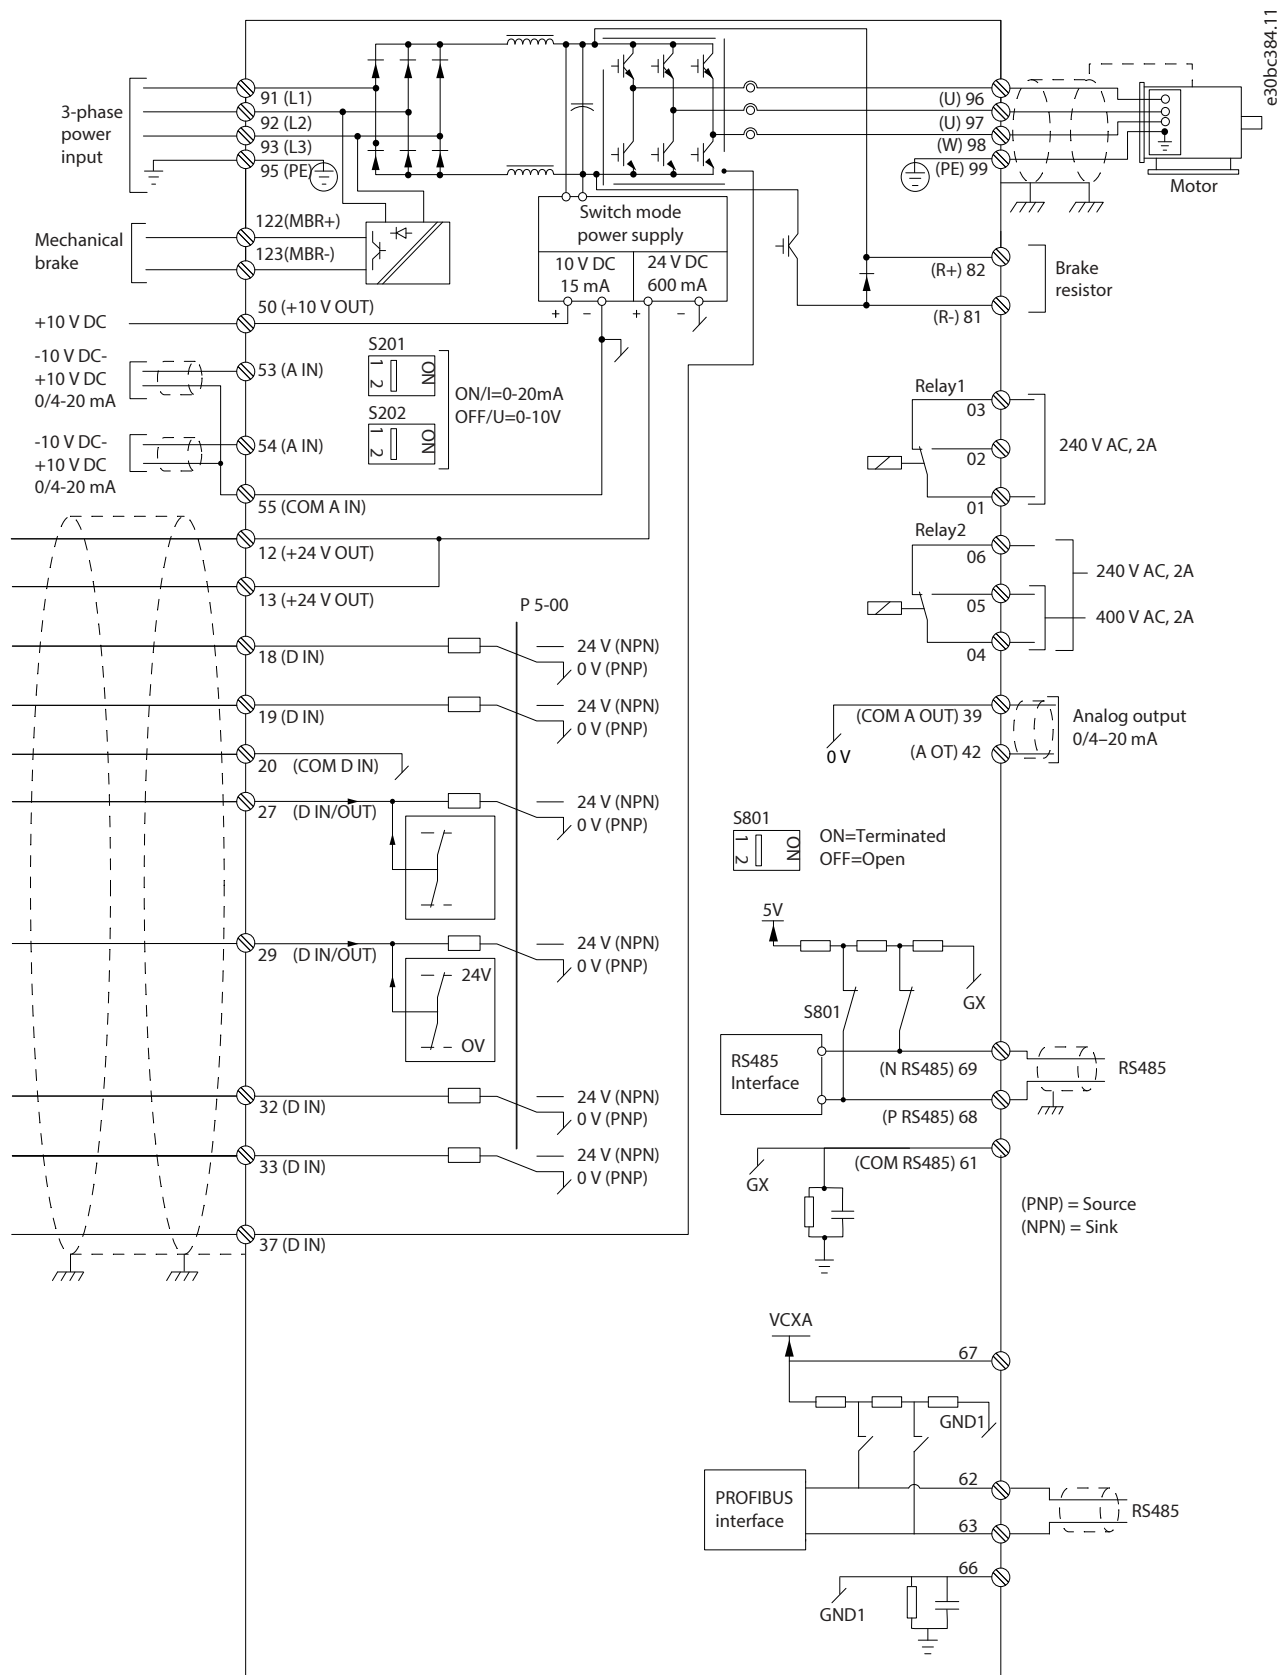 e30bc384.11
3-phase
power
input
91 (L1)
92 (L2)
93 (L3)
95 (PE)
(U) 96
(U) 97
(W) 98
(PE) 99
Motor
Mechanical
brake
122(MBR+)
123(MBR-)
Switch mode
power supply
10 V DC
15 mA
24 V DC
600 mA
+ − + −
(R+) 82
(R-) 81
Brake
resistor
+10 V DC
50 (+10 V OUT)
-10 V DC-
+10 V DC
0/4-20 mA
53 (A IN)
S201
1 2 ON
S202
1 2 ON
ON/I=0-20mA
OFF/U=0-10V
-10 V DC-
+10 V DC
0/4-20 mA
54 (A IN)
55 (COM A IN)
Relay1
03
02
01
240 V AC, 2A
Relay2
06
05
04
240 V AC, 2A
400 V AC, 2A
12 (+24 V OUT)
13 (+24 V OUT)
P 5-00
18 (D IN)
24 V (NPN)
0 V (PNP)
19 (D IN)
24 V (NPN)
0 V (PNP)
20 (COM D IN)
27 (D IN/OUT)
24 V (NPN)
0 V (PNP)
29 (D IN/OUT)
24 V (NPN)
0 V (PNP)
24V
OV
32 (D IN)
24 V (NPN)
0 V (PNP)
33 (D IN)
24 V (NPN)
0 V (PNP)
37 (D IN)
(COM A OUT) 39
0 V
(A OT) 42
Analog output
0/4–20 mA
S801
1 2 ON
ON=Terminated
OFF=Open
5V
GX
S801
RS485
Interface
(N RS485) 69
(P RS485) 68
RS485
(COM RS485) 61
GX
(PNP) = Source
(NPN) = Sink
VCXA
67
GND1
PROFIBUS
interface
62
63
RS485
66
GND1